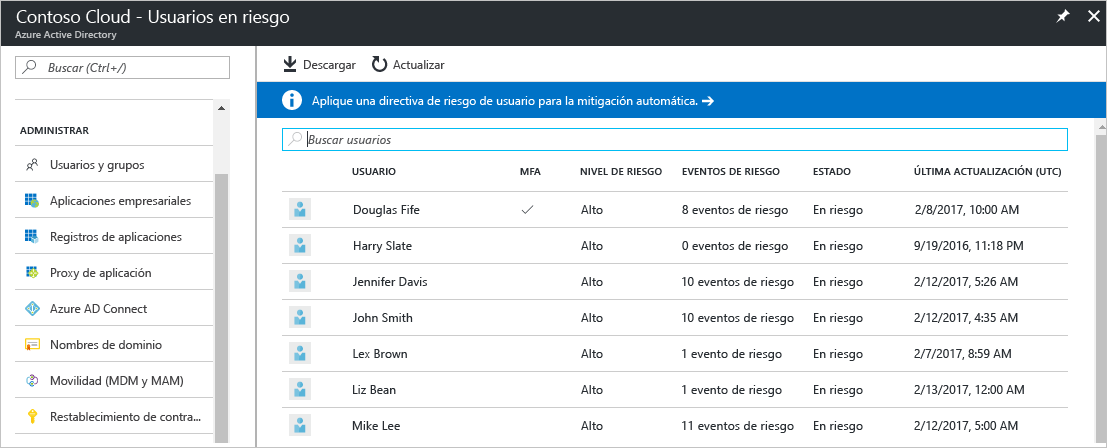 Contoso Cloud - Usuarios en riesgo
Azure Active Directory
Buscar (Ctrl+/)
ADMINISTRAR
Usuarios y grupos
Aplicaciones empresariales
Registros de aplicaciones
Proxy de aplicación
Azure AD Connect
Nombres de dominio
Movilidad (MDM y MAM)
Restablecimiento de contra...
Descargar Actualizar
Aplique una directiva de riesgo de usuario para la mitigación automática. →
Buscar usuarios
USUARIO MFA NIVEL DE RIESGO EVENTOS DE RIESGO ESTADO ÚLTIMA ACTUALIZACIÓN (UTC)
Douglas Fife ✓ Alto 8 eventos de riesgo En riesgo 2/8/2017, 10:00 AM
Harry Slate Alto 0 eventos de riesgo En riesgo 9/19/2016, 11:18 PM
Jennifer Davis Alto 10 eventos de riesgo En riesgo 2/12/2017, 5:26 AM
John Smith Alto 10 eventos de riesgo En riesgo 2/12/2017, 4:35 AM
Lex Brown Alto 1 evento de riesgo En riesgo 2/7/2017, 8:59 AM
Liz Bean Alto 1 evento de riesgo En riesgo 2/13/2017, 12:00 AM
Mike Lee Alto 11 eventos de riesgo En riesgo 2/12/2017, 5:00 AM